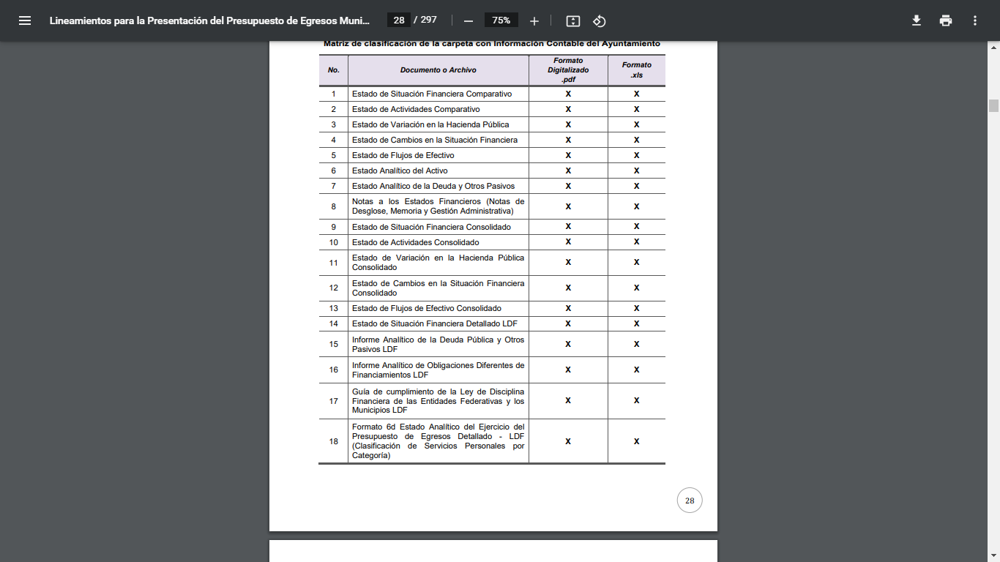 Lineamientos para la Presentación del Presupuesto de Egresos Muni...
28 / 297
75%
Matriz de clasificación de la carpeta con Información Contable del Ayuntamiento
No.
Documento o Archivo
Formato
Digitalizado
.pdf
Formato
.xls
1 Estado de Situación Financiera Comparativo X X
2 Estado de Actividades Comparativo X X
3 Estado de Variación en la Hacienda Pública X X
4 Estado de Cambios en la Situación Financiera X X
5 Estado de Flujos de Efectivo X X
6 Estado Analítico del Activo X X
7 Estado Analítico de la Deuda y Otros Pasivos X X
8 Notas a los Estados Financieros (Notas de
Desglose, Memoria y Gestión Administrativa) X X
9 Estado de Situación Financiera Consolidado X X
10 Estado de Actividades Consolidado X X
11 Estado de Variación en la Hacienda Pública
Consolidado X X
12 Estado de Cambios en la Situación Financiera
Consolidado X X
13 Estado de Flujos de Efectivo Consolidado X X
14 Estado de Situación Financiera Detallado LDF X X
15 Informe Analítico de la Deuda Pública y Otros
Pasivos LDF X X
16 Informe Analítico de Obligaciones Diferentes de
Financiamientos LDF X X
17 Guía de cumplimiento de la Ley de Disciplina
Financiera de las Entidades Federativas y los
Municipios LDF X X
18 Formato 6d Estado Analítico del Ejercicio del
Presupuesto de Egresos Detallado - LDF
(Clasificación de Servicios Personales por
Categoría) X X
28